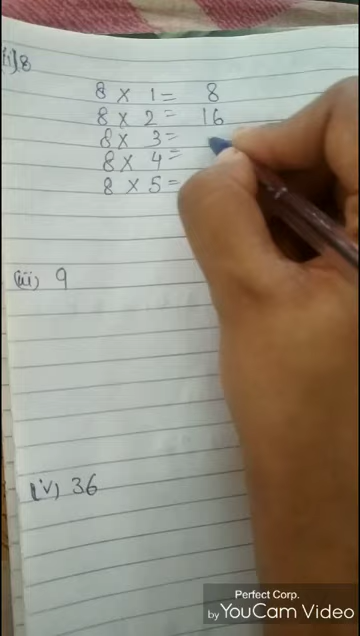 8
8 × 1 = 8
8 × 2 = 16
8 × 3 =
8 × 4 =
8 × 5 =
(iii) 9
(iv) 36
Perfect Corp.
by YouCam Video